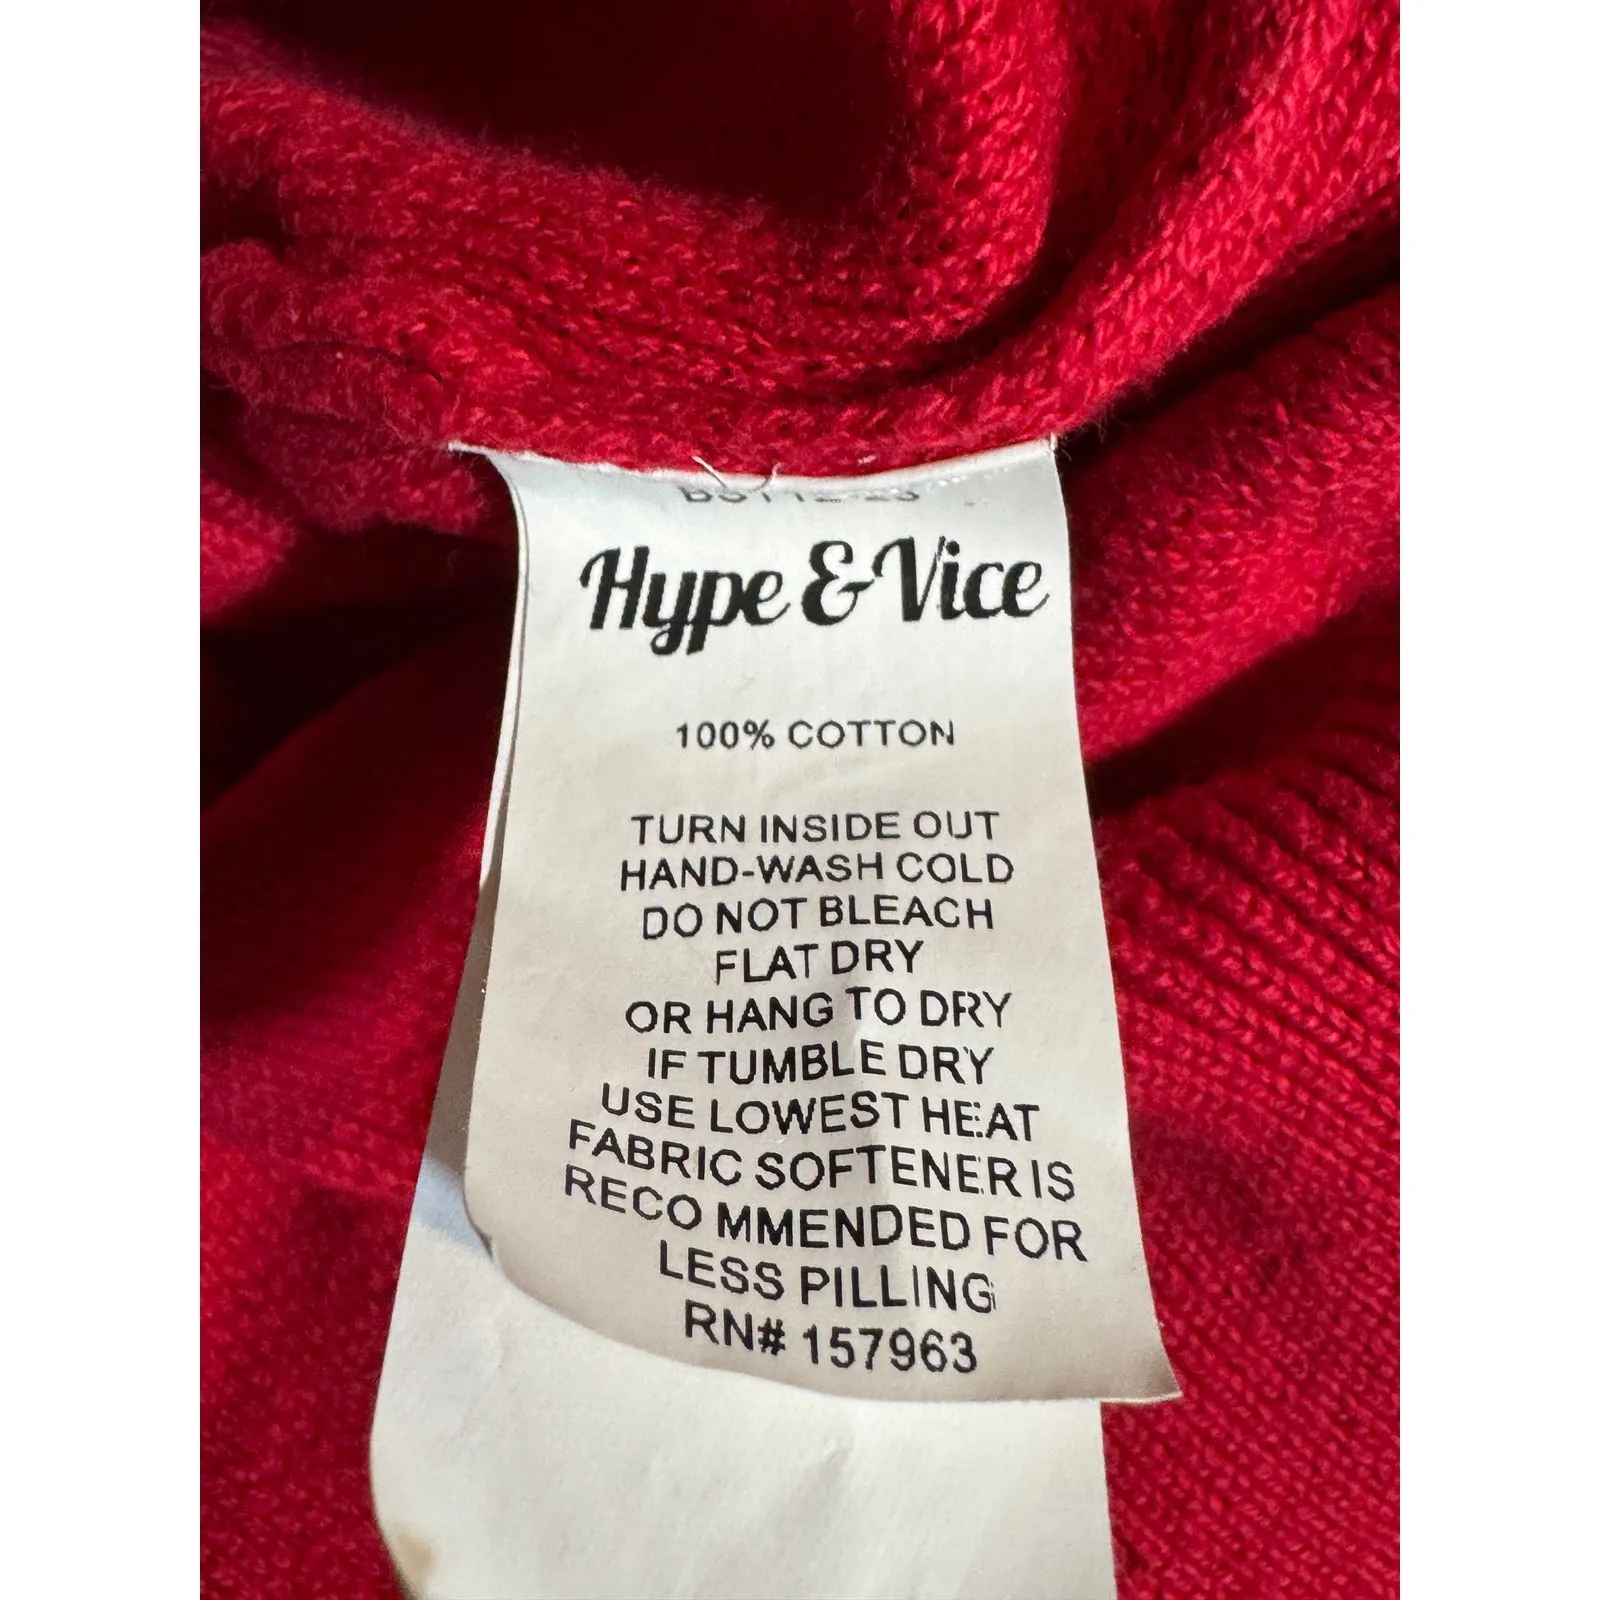 Hype & Vice
100% COTTON
TURN INSIDE OUT
HAND-WASH COLD
DO NOT BLEACH
FLAT DRY
OR HANG TO DRY
IF TUMBLE DRY
USE LOWEST HEAT
FABRIC SOFTENER IS
RECO MMENDED FOR
LESS PILLING
RN# 157963